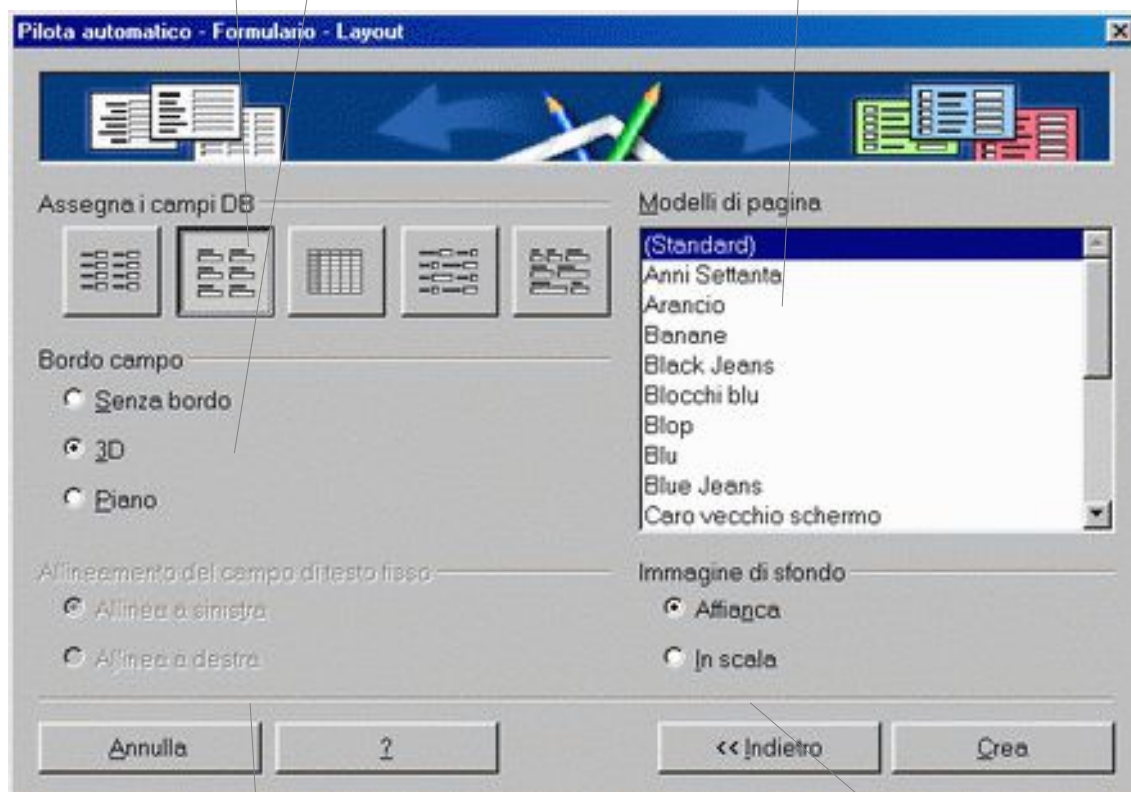 Pilota automatico - Formulario - Layout
Assegna i campi DB
Bordo campo
Senza bordo
3D
Piano
Allineamento del campo di testo fisso
Allinea a sinistra
Allinea a destra
Modelli di pagina
(Standard)
Anni Settanta
Arancio
Banane
Black Jeans
Blocchi blu
Blop
Blu
Blue Jeans
Caro vecchio schermo
Immagine di sfondo
Affianca
In scala
Annulla
?
<< Indietro
Crea